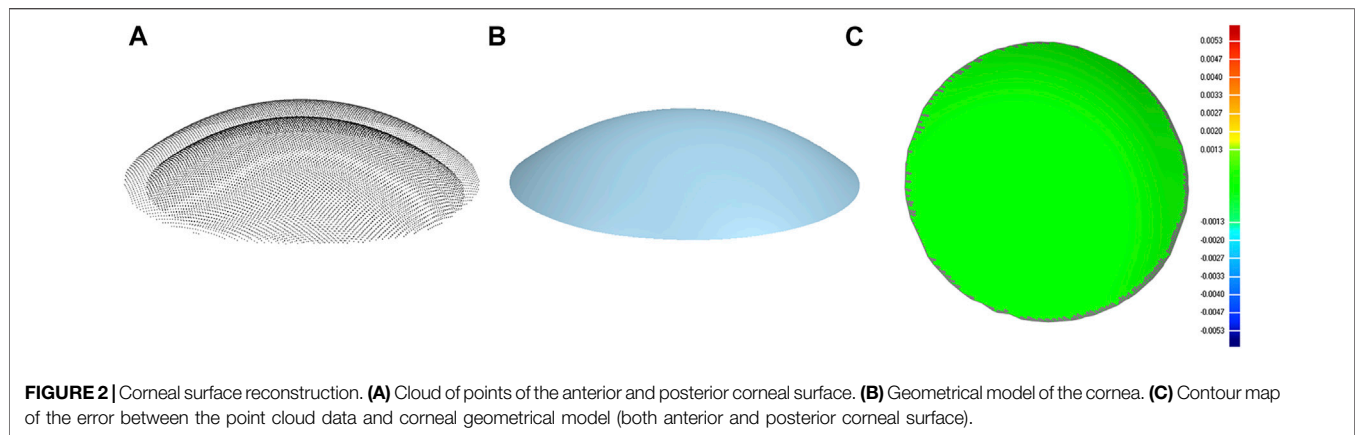 A
B
C
0.0053
0.0047
0.0040
0.0033
0.0027
0.0020
0.0013
-0.0013
-0.0020
-0.0027
-0.0033
-0.0040
-0.0047
-0.0053
FIGURE 2 | Corneal surface reconstruction. (A) Cloud of points of the anterior and posterior corneal surface. (B) Geometrical model of the cornea. (C) Contour map
of the error between the point cloud data and corneal geometrical model (both anterior and posterior corneal surface).